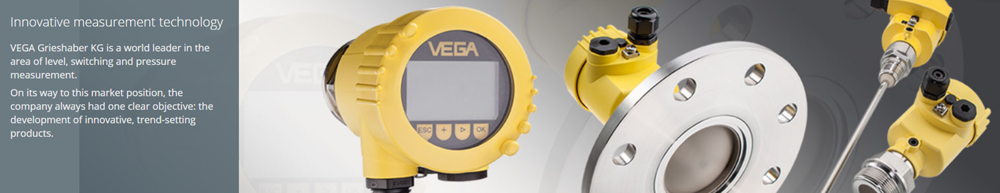 Innovative measurement technology
VEGA Grieshaber KG is a world leader in the
area of level, switching and pressure
measurement.
On its way to this market position, the
company always had one clear objective: the
development of innovative, trend-setting
products.
VEGA
ESC + ▷ OK